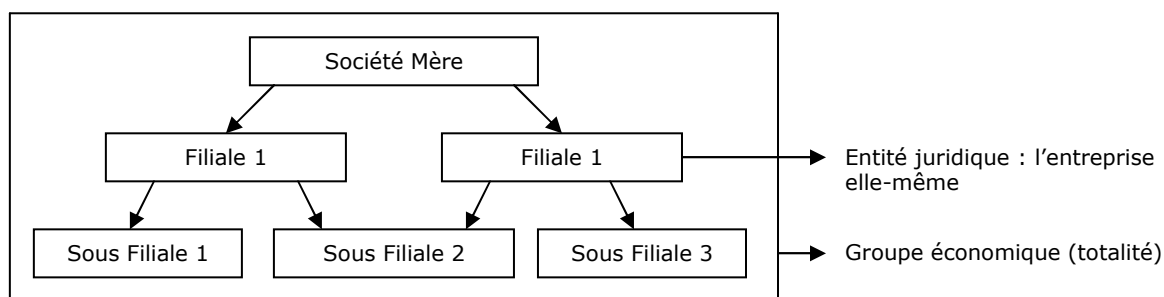 Société Mère
Filiale 1
Filiale 1
Entité juridique : l’entreprise
elle-même
Sous Filiale 1
Sous Filiale 2
Sous Filiale 3
Groupe économique (totalité)